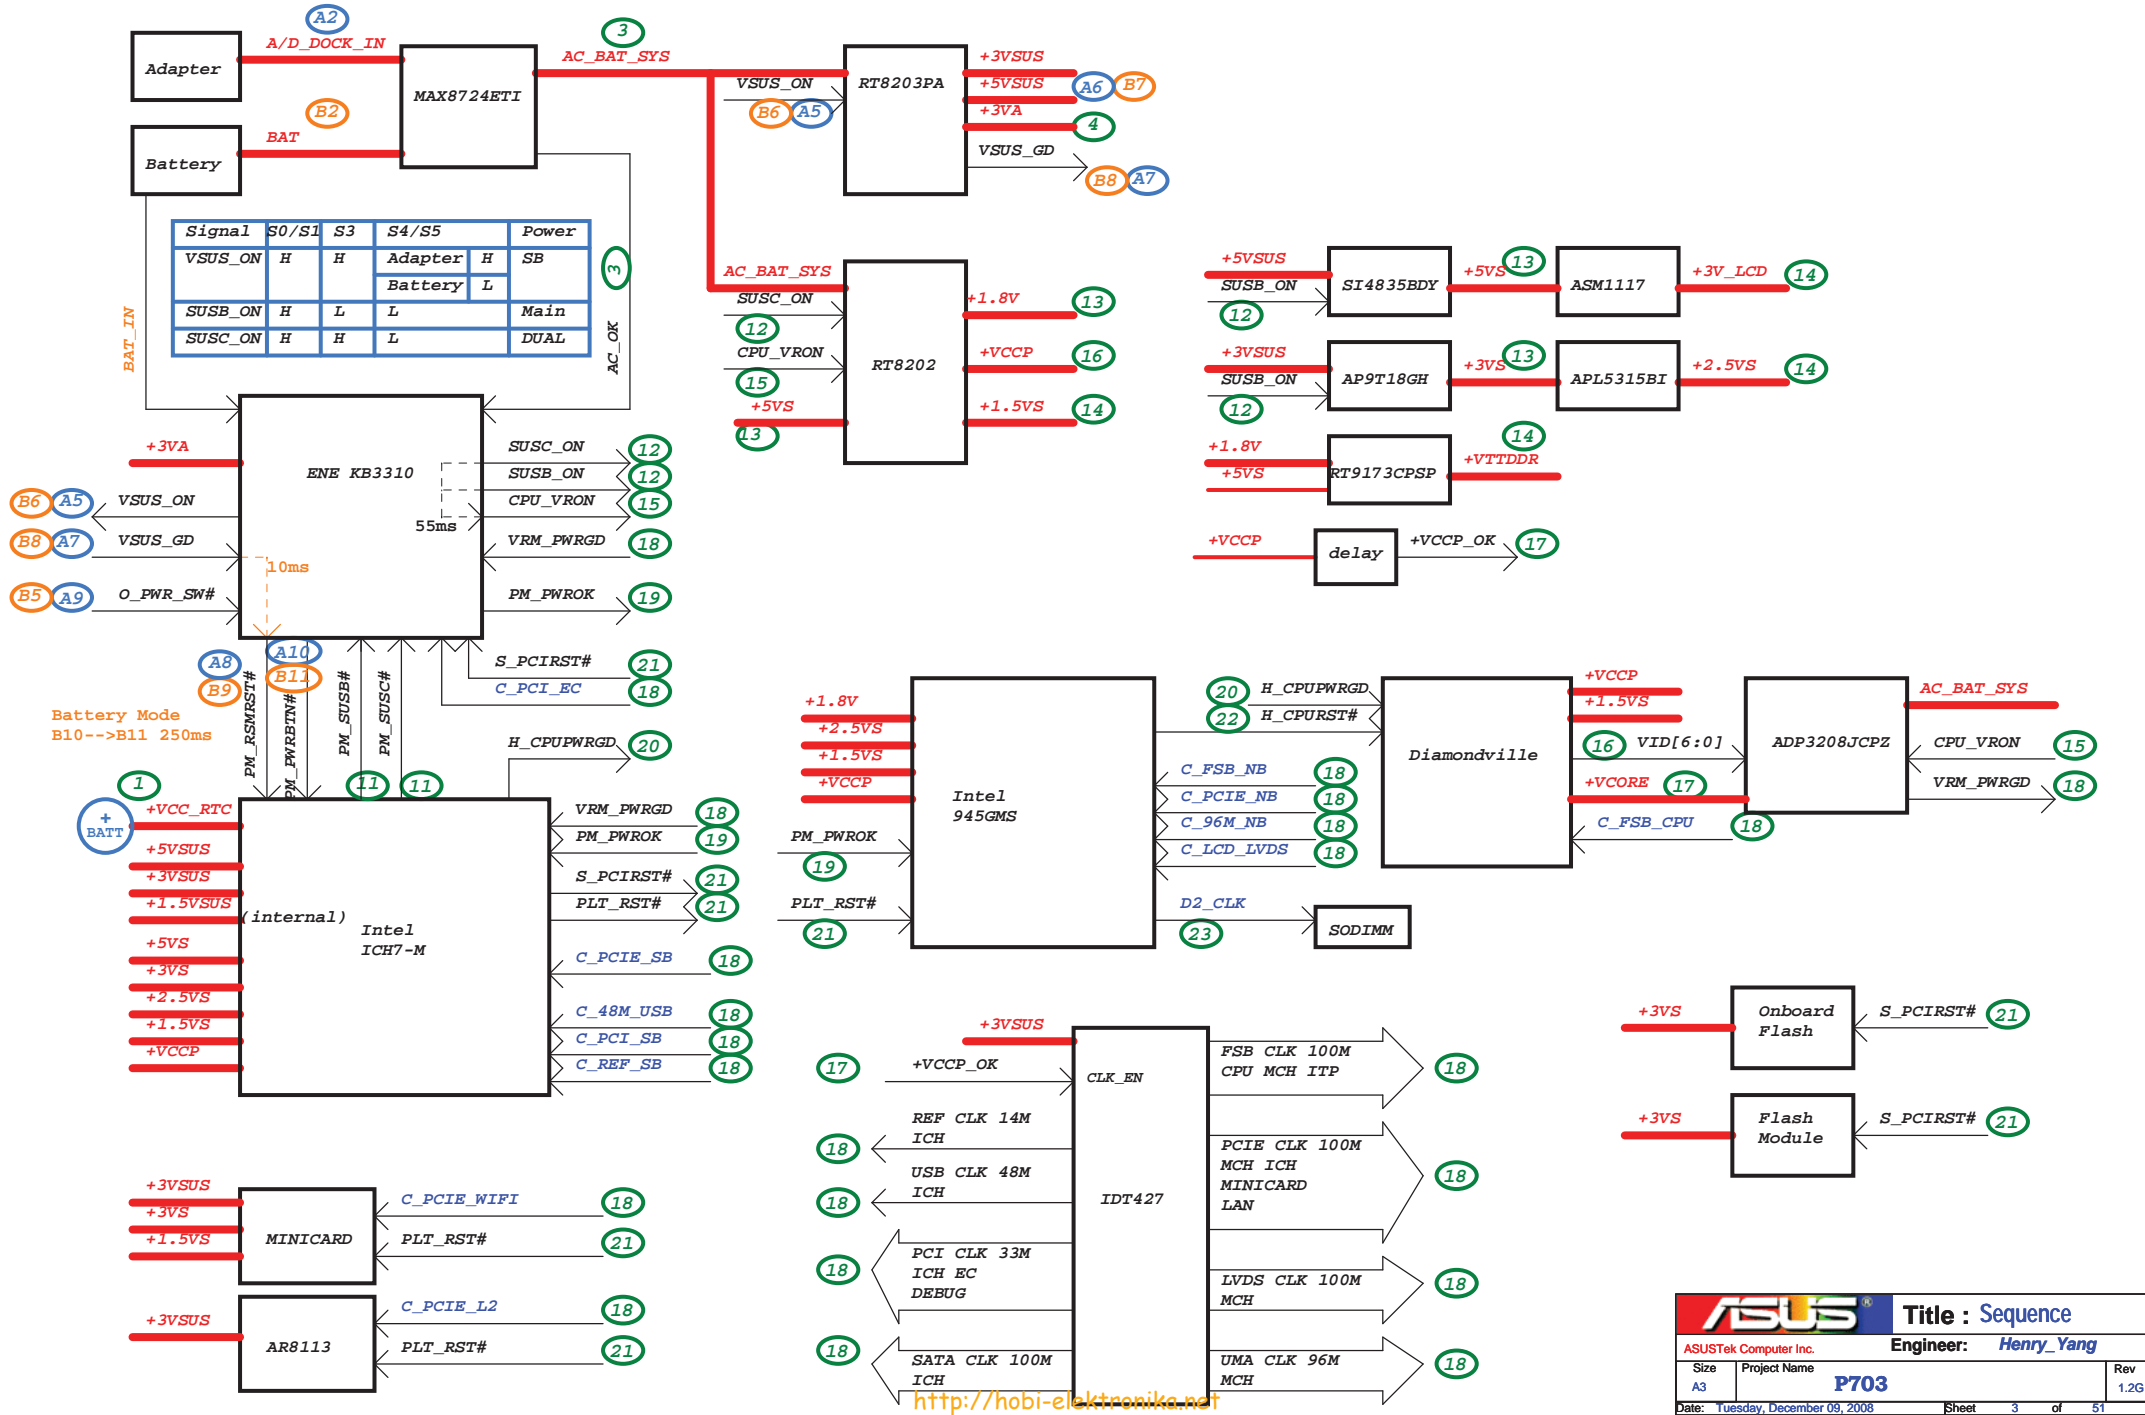 A2
A/D_DOCK_IN
Adapter
MAX8724ETI
B2
BAT
Battery
3
AC_BAT_SYS
VSUS_ON
B6 A5
RT8203PA
+3VSUS
+5VSUS
A6 B7
+3VA
4
VSUS_GD
B8 A7
Signal S0/S1 S3 S4/S5 Power
VSUS_ON H H Adapter H SB
Battery L
SUSB_ON H L L Main
SUSC_ON H H L DUAL
3
BAT_IN
AC_OK
AC_BAT_SYS
SUSC_ON
12
CPU_VRON
15
+5VS
13
RT8202
+1.8V
13
+VCCP
16
+1.5VS
14
+5VSUS
SUSB_ON
12
SI4835BDY
+5VS
13
ASM1117
+3V_LCD
14
+3VSUS
SUSB_ON
12
AP9T18GH
+3VS
13
APL5315BI
+2.5VS
14
+1.8V
+5VS
RT9173CPSP
14
+VTTDDR
+VCCP
delay
+VCCP_OK
17
ENE KB3310
+3VA
B6 A5 VSUS_ON
B8 A7 VSUS_GD
10ms
B5 A9 O_PWR_SW#
SUSC_ON 12
SUSB_ON 12
CPU_VRON 15
55ms
VRM_PWRGD 18
PM_PWROK 19
S_PCIRST# 21
C_PCI_EC 18
A8
B9
A10
B11
PM_RSMRST#
PM_PWRBTN#
PM_SUSB#
PM_SUSC#
Battery Mode
B10-->B11 250ms
11
11
H_CPUPWRGD 20
1
+
BATT
+VCC_RTC
+5VSUS
+3VSUS
+1.5VSUS
(internal)
+5VS
+3VS
+2.5VS
+1.5VS
+VCCP
Intel
ICH7-M
VRM_PWRGD 18
PM_PWROK 19
S_PCIRST# 21
PLT_RST# 21
C_PCIE_SB 18
C_48M_USB 18
C_PCI_SB 18
C_REF_SB 18
+1.8V
+2.5VS
+1.5VS
+VCCP
PM_PWROK
19
PLT_RST#
21
Intel
945GMS
20 H_CPUPWRGD
22 H_CPURST#
C_FSB_NB 18
C_PCIE_NB 18
C_96M_NB 18
C_LCD_LVDS 18
D2_CLK
23
SODIMM
Diamondville
+VCCP
+1.5VS
16 VID[6:0]
+VCORE 17
C_FSB_CPU 18
ADP3208JCPZ
AC_BAT_SYS
CPU_VRON 15
VRM_PWRGD 18
+3VSUS
+3VS
+1.5VS
MINICARD
C_PCIE_WIFI 18
PLT_RST# 21
+3VSUS
AR8113
C_PCIE_L2 18
PLT_RST# 21
+3VSUS
17 +VCCP_OK
CLK_EN
IDT427
REF CLK 14M
ICH
18
USB CLK 48M
ICH
18
PCI CLK 33M
ICH EC
DEBUG
18
SATA CLK 100M
ICH
18
FSB CLK 100M
CPU MCH ITP
18
PCIE CLK 100M
MCH ICH
MINICARD
LAN
18
LVDS CLK 100M
MCH
18
UMA CLK 96M
MCH
18
+3VS
Onboard
Flash
S_PCIRST# 21
+3VS
Flash
Module
S_PCIRST# 21
http://hobi-elektronika.net
ASUS®
Title : Sequence
ASUSTek Computer Inc.
Engineer: Henry_Yang
Size
A3
Project Name
P703
Rev
1.2G
Date: Tuesday, December 09, 2008
Sheet 3 of 51